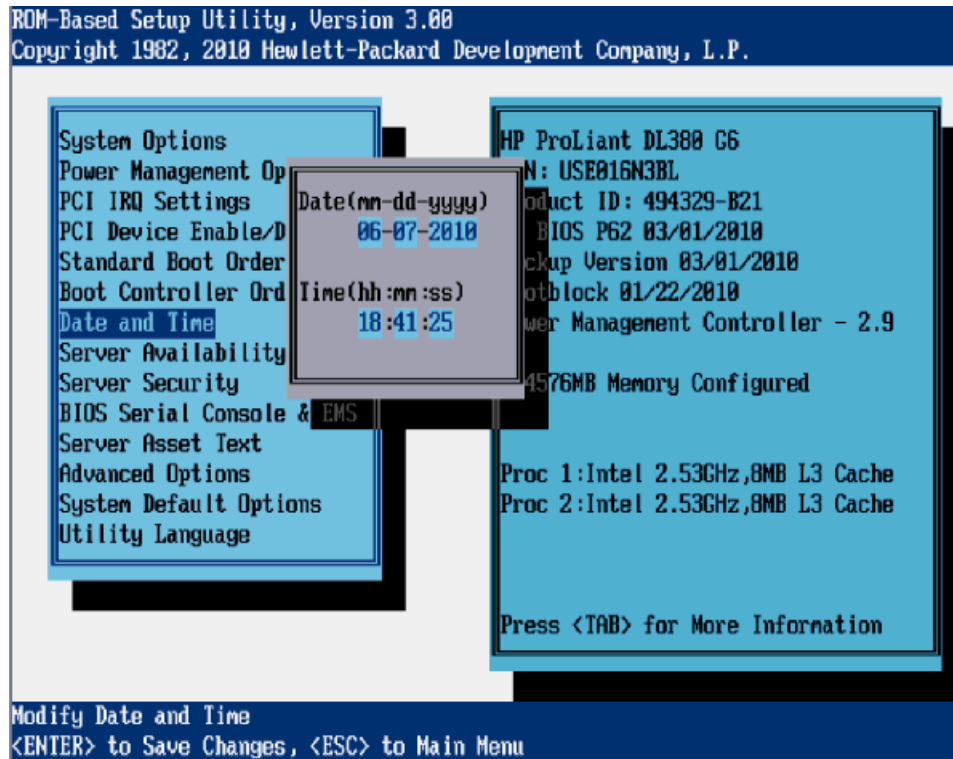 ROM-Based Setup Utility, Version 3.00
Copyright 1982, 2010 Hewlett-Packard Development Company, L.P.
System Options
Power Management Op
PCI IRQ Settings
PCI Device Enable/D
Standard Boot Order
Boot Controller Ord
Date and Time
Server Availability
Server Security
BIOS Serial Console & EMS
Server Asset Text
Advanced Options
System Default Options
Utility Language
Date(mm-dd-yyyy)
06-07-2010
Time(hh:mm:ss)
18:41:25
HP ProLiant DL380 G6
N: USE016N3BL
oduct ID: 494329-B21
BIOS P62 03/01/2010
ckup Version 03/01/2010
otblock 01/22/2010
wer Management Controller - 2.9
4576MB Memory Configured
Proc 1:Intel 2.53GHz,8MB L3 Cache
Proc 2:Intel 2.53GHz,8MB L3 Cache
Press <TAB> for More Information
Modify Date and Time
<ENTER> to Save Changes, <ESC> to Main Menu